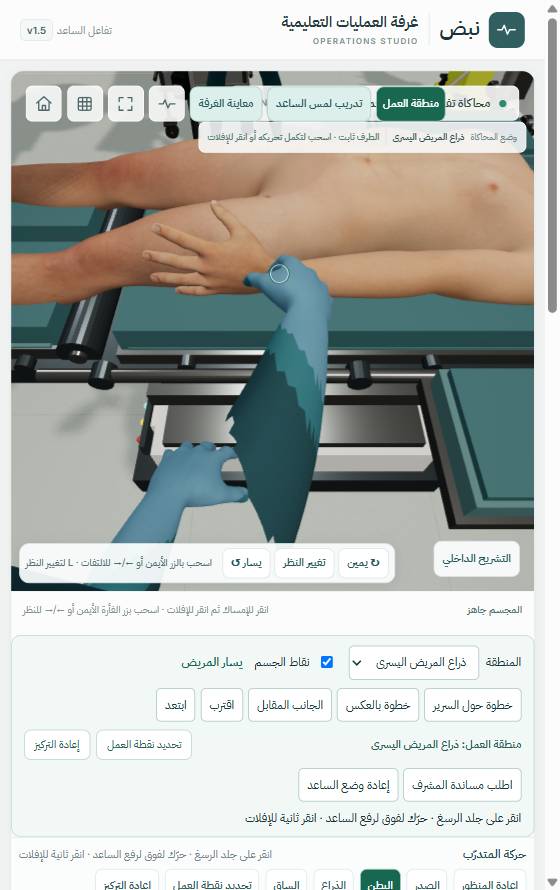 نبض
غرفة العمليات التعليمية
OPERATIONS STUDIO
تفاعل الساعد v1.5
محاكاة تف
منطقة العمل
تدريب لمس الساعد
معاينة الغرفة
وضع المحاكاة ذراع المريض اليسرى الطرف ثابت · اسحب لتكمل تحريكه أو انقر للإفلات
التشريح الداخلي
↻ يمين تغيير النظر يسار ↺ اسحب بالزر الأيمن أو ←/→ للالتفات · L لتغيير النظر
المجسم جاهز انقر للإمساك ثم انقر للإفلات · اسحب بزر الفأرة الأيمن أو ←/→ للنظر
المنطقة ذراع المريض اليسرى نقاط الجسم يسار المريض
خطوة حول السرير خطوة بالعكس الجانب المقابل اقترب ابتعد
منطقة العمل: ذراع المريض اليسرى تحديد نقطة العمل إعادة التركيز
اطلب مساندة المشرف إعادة وضع الساعد
انقر على جلد الرسغ · حرّك لفوق لرفع الساعد · انقر ثانية للإفلات
حركة المتدرّب انقر على جلد الرسغ · حرّك لفوق لرفع الساعد · انقر ثانية للإفلات
إعادة المنظور الصدر البطن الذراع الساق تحديد نقطة العمل إعادة التركيز